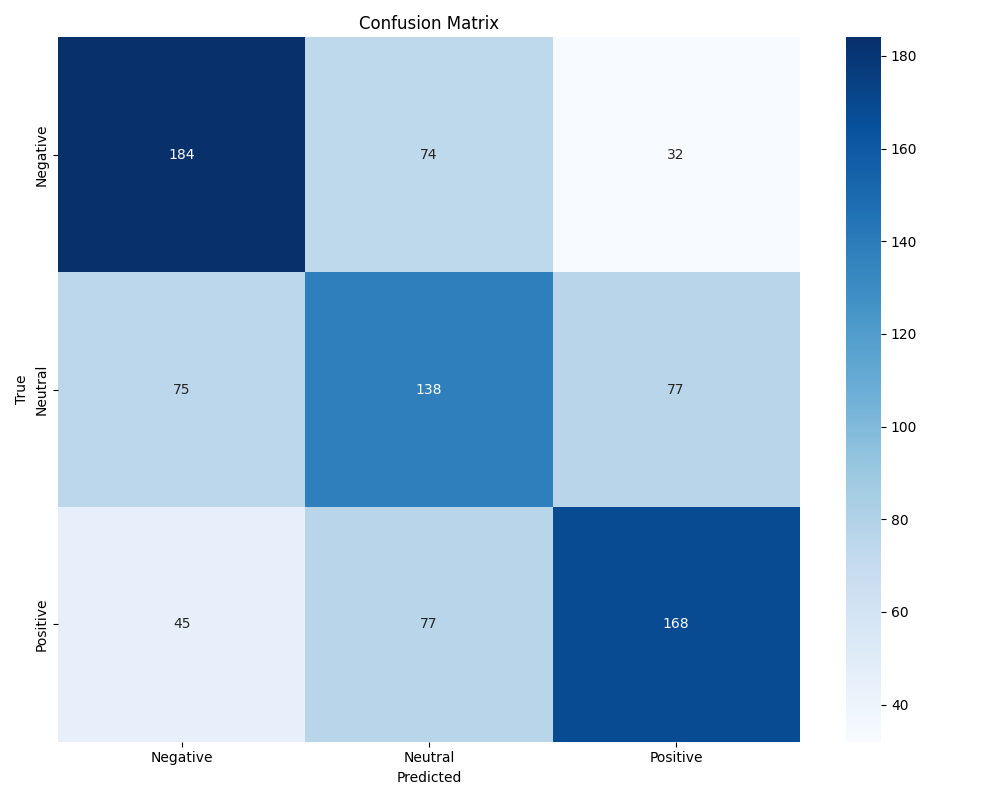 Confusion Matrix
True
Negative
184
74
32
Neutral
75
138
77
Positive
45
77
168
Negative
Neutral
Positive
Predicted
180
160
140
120
100
80
60
40